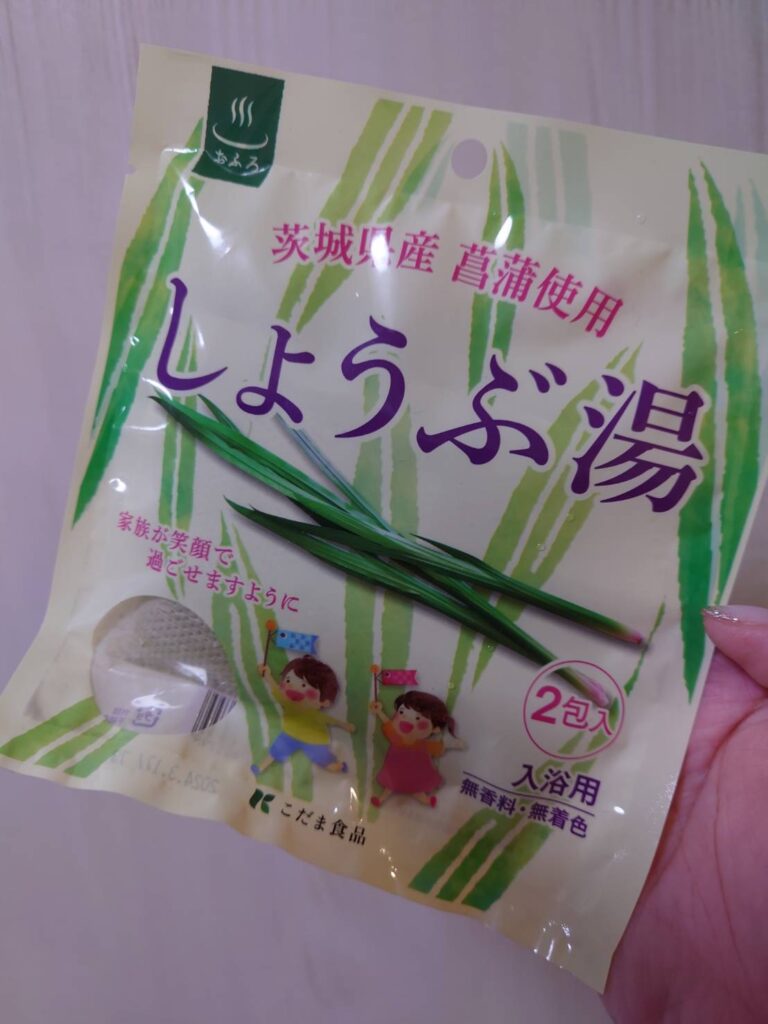 おふろ
茨城県産 菖蒲使用
しょうぶ湯
家族が笑顔で
過ごせますように
2包入
入浴用
無香料・無着色
こだま食品